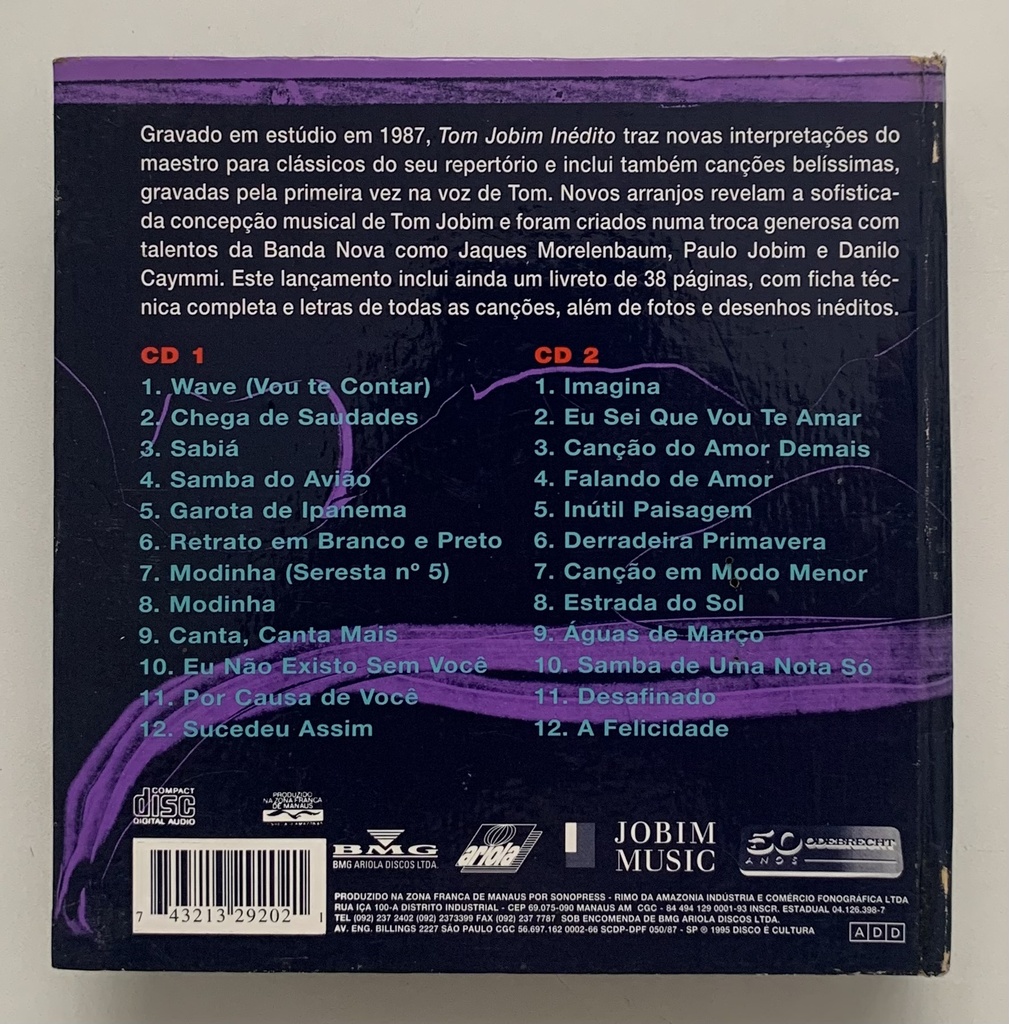 Gravado em estúdio em 1987, Tom Jobim Inédito traz novas interpretações do
maestro para clássicos do seu repertório e inclui também canções belíssimas,
gravadas pela primeira vez na voz de Tom. Novos arranjos revelam a sofistica-
da concepção musical de Tom Jobim e foram criados numa troca generosa com
talentos da Banda Nova como Jaques Morelenbaum, Paulo Jobim e Danilo
Caymmi. Este lançamento inclui ainda um livreto de 38 páginas, com ficha téc-
nica completa e letras de todas as canções, além de fotos e desenhos inéditos.
CD 1
1. Wave (Vou te Contar)
2. Chega de Saudades
3. Sabiá
4. Samba do Avião
5. Garota de Ipanema
6. Retrato em Branco e Preto
7. Modinha (Seresta nº 5)
8. Modinha
9. Canta, Canta Mais
10. Eu Não Existo Sem Você
11. Por Causa de Você
12. Sucedeu Assim
CD 2
1. Imagina
2. Eu Sei Que Vou Te Amar
3. Canção do Amor Demais
4. Falando de Amor
5. Inútil Paisagem
6. Derradeira Primavera
7. Canção em Modo Menor
8. Estrada do Sol
9. Águas de Março
10. Samba de Uma Nota Só
11. Desafinado
12. A Felicidade
COMPACT
disc
DIGITAL AUDIO
PRODUZIDO
NA ZONA FRANCA
DE MANAUS
BMG
BMG ARIOLA DISCOS LTDA.
ariola
JOBIM
MUSIC
50 ODEBRECHT
ANOS
7 43213 29202 1
PRODUZIDO NA ZONA FRANCA DE MANAUS POR SONOPRESS - RIMO DA AMAZONIA INDÚSTRIA E COMÉRCIO FONOGRÁFICA LTDA
RUA IÇA 100-A DISTRITO INDUSTRIAL - CEP 69.075-090 MANAUS AM CGC - 84 494 129 0001-93 INSCR. ESTADUAL 04.126.398-7
TEL (092) 237 2402 (092) 2373399 FAX (092) 237 7787 SOB ENCOMENDA DE BMG ARIOLA DISCOS LTDA.
AV. ENG. BILLINGS 2227 SÃO PAULO CGC 56.697.162 0002-66 SCDP-DPF 050/87 - SP ℗ 1995 DISCO É CULTURA
ADD